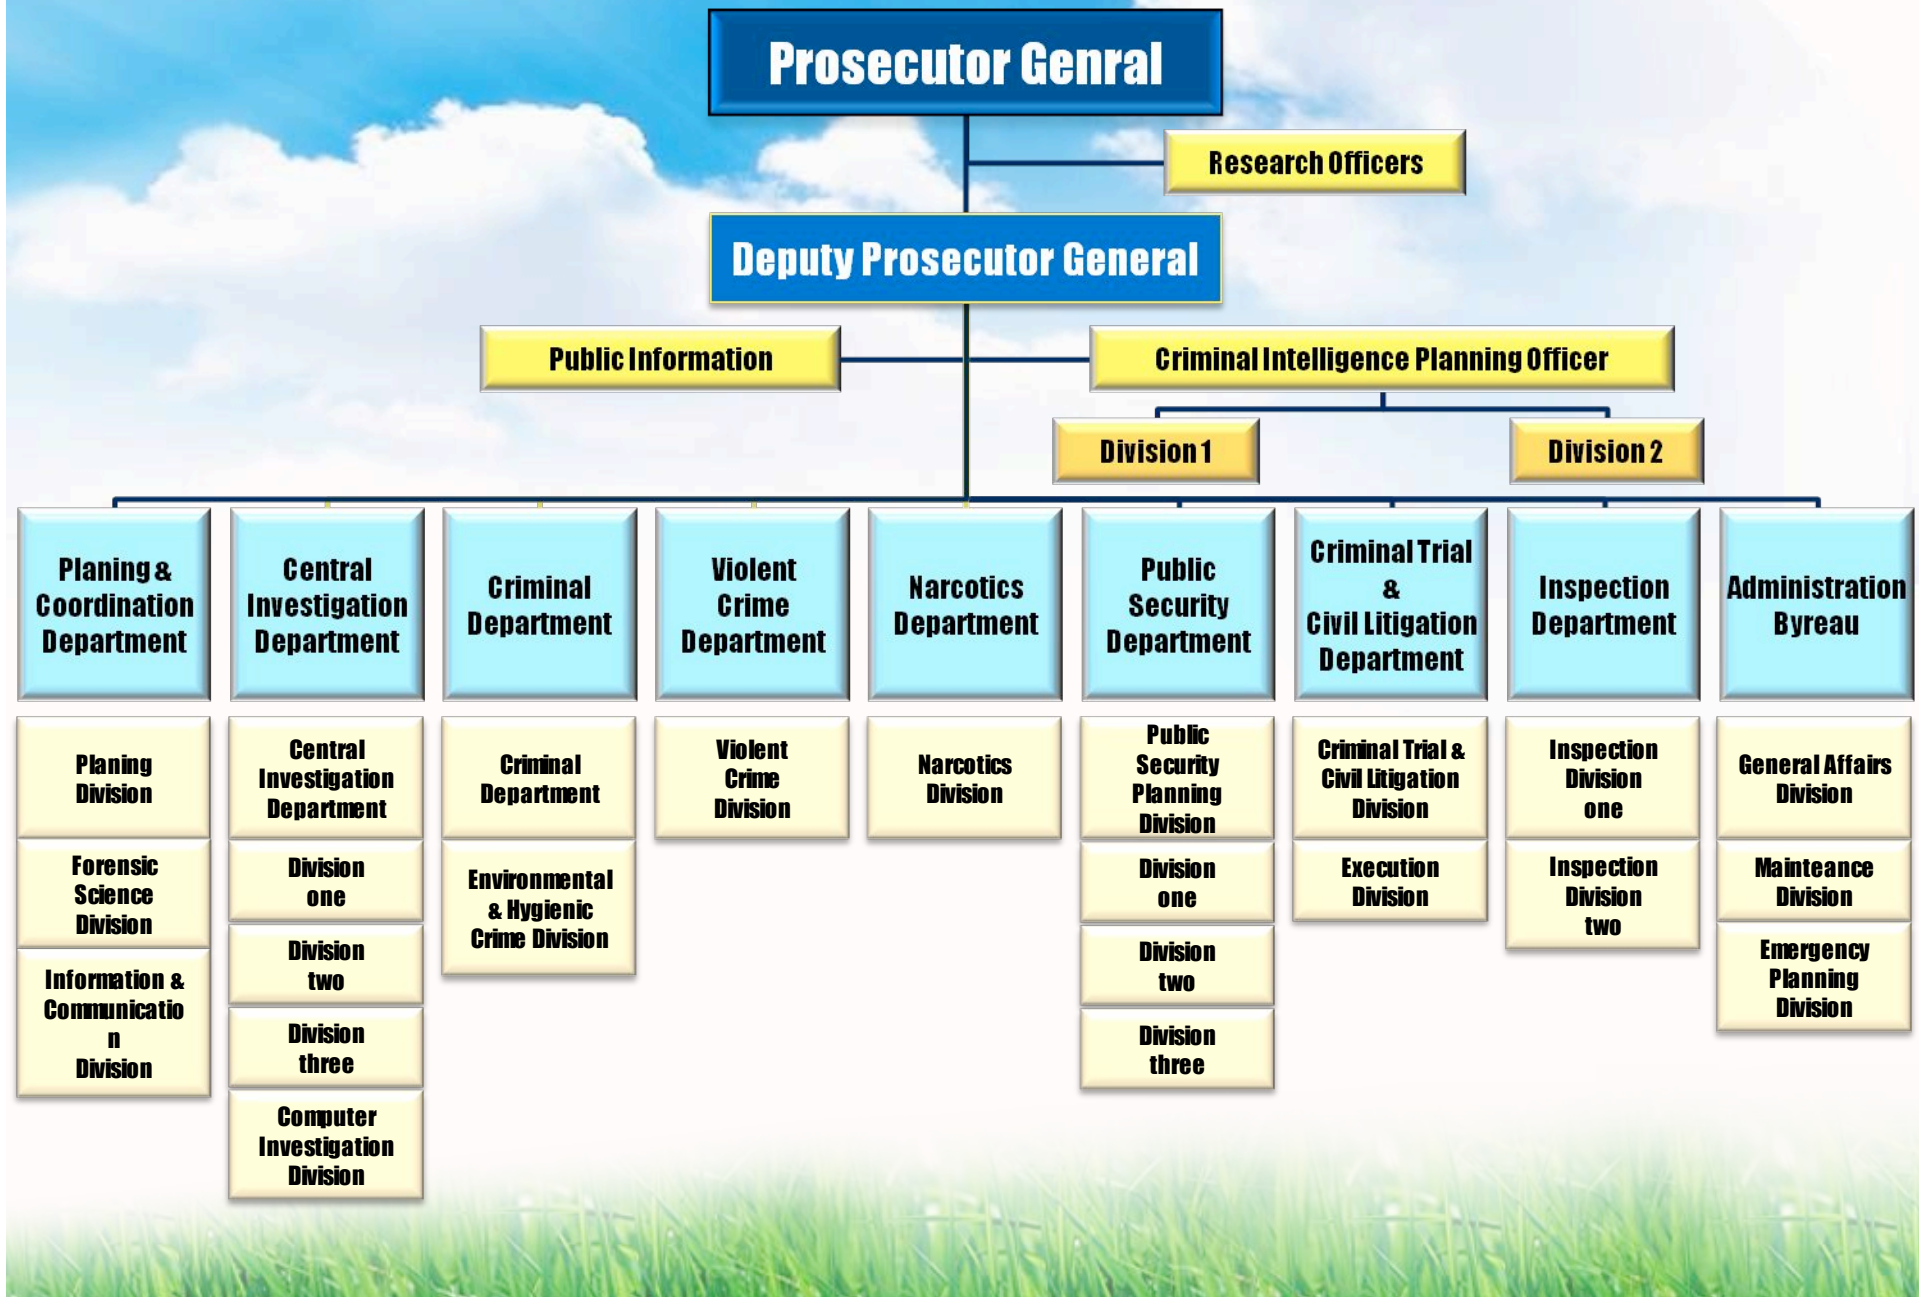 Prosecutor Genral
Research Officers
Deputy Prosecutor General
Public Information
Criminal Intelligence Planning Officer
Division 1
Division 2
Planing &
Coordination
Department
Central
Investigation
Department
Criminal
Department
Violent
Crime
Department
Narcotics
Department
Public
Security
Department
Criminal Trial
&
Civil Litigation
Department
Inspection
Department
Administration
Byreau
Planing
Division
Forensic
Science
Division
Information &
Communicatio
n
Division
Central
Investigation
Department
Division
one
Division
two
Division
three
Computer
Investigation
Division
Criminal
Department
Environmental
& Hygienic
Crime Division
Violent
Crime
Division
Narcotics
Division
Public
Security
Planning
Division
Division
one
Division
two
Division
three
Criminal Trial &
Civil Litigation
Division
Execution
Division
Inspection
Division
one
Inspection
Division
two
General Affairs
Division
Mainteance
Division
Emergency
Planning
Division